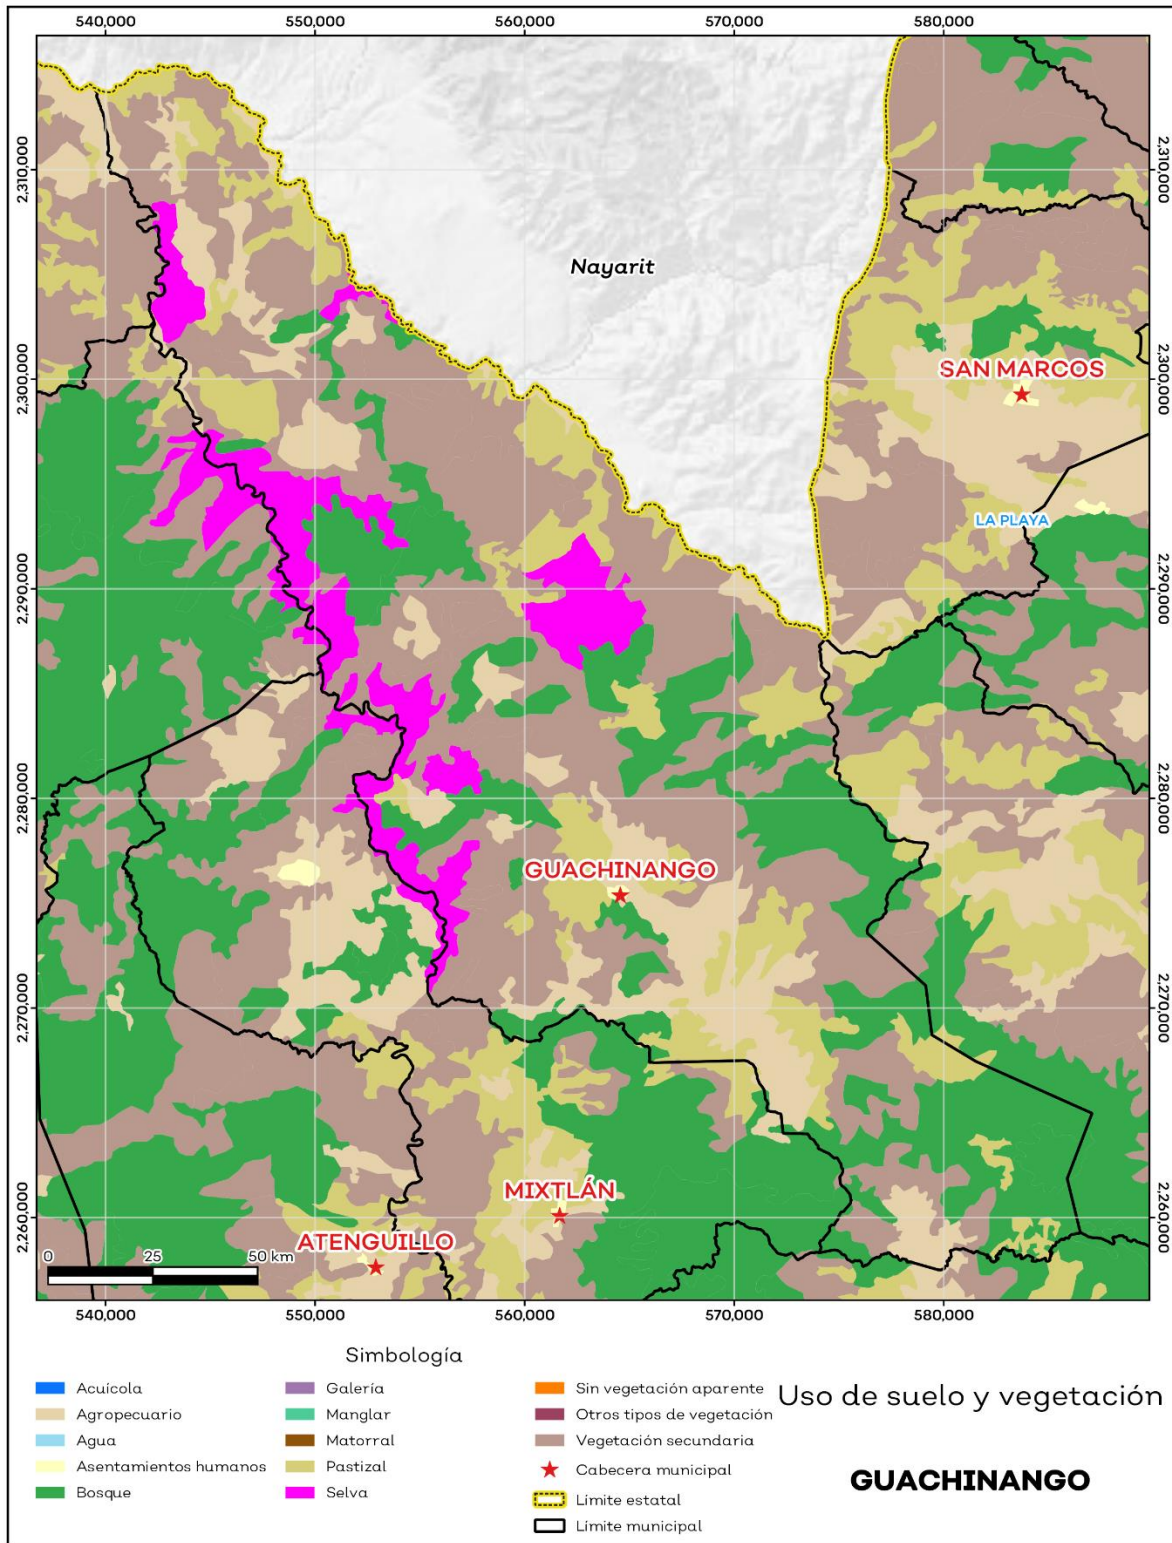 540,000 550,000 560,000 570,000 580,000
2,310,000 2,310,000
Nayarit
2,300,000 2,300,000
SAN MARCOS
LA PLAYA
2,290,000 2,290,000
2,280,000 2,280,000
GUACHINANGO
2,270,000 2,270,000
MIXTLÁN
2,260,000 2,260,000
ATENGUILLO
0 25 50 km
540,000 550,000 560,000 570,000 580,000
Simbología
Acuícola
Agropecuario
Agua
Asentamientos humanos
Bosque
Galería
Manglar
Matorral
Pastizal
Selva
Sin vegetación aparente
Otros tipos de vegetación
Vegetación secundaria
Cabecera municipal
Límite estatal
Límite municipal
Uso de suelo y vegetación
GUACHINANGO